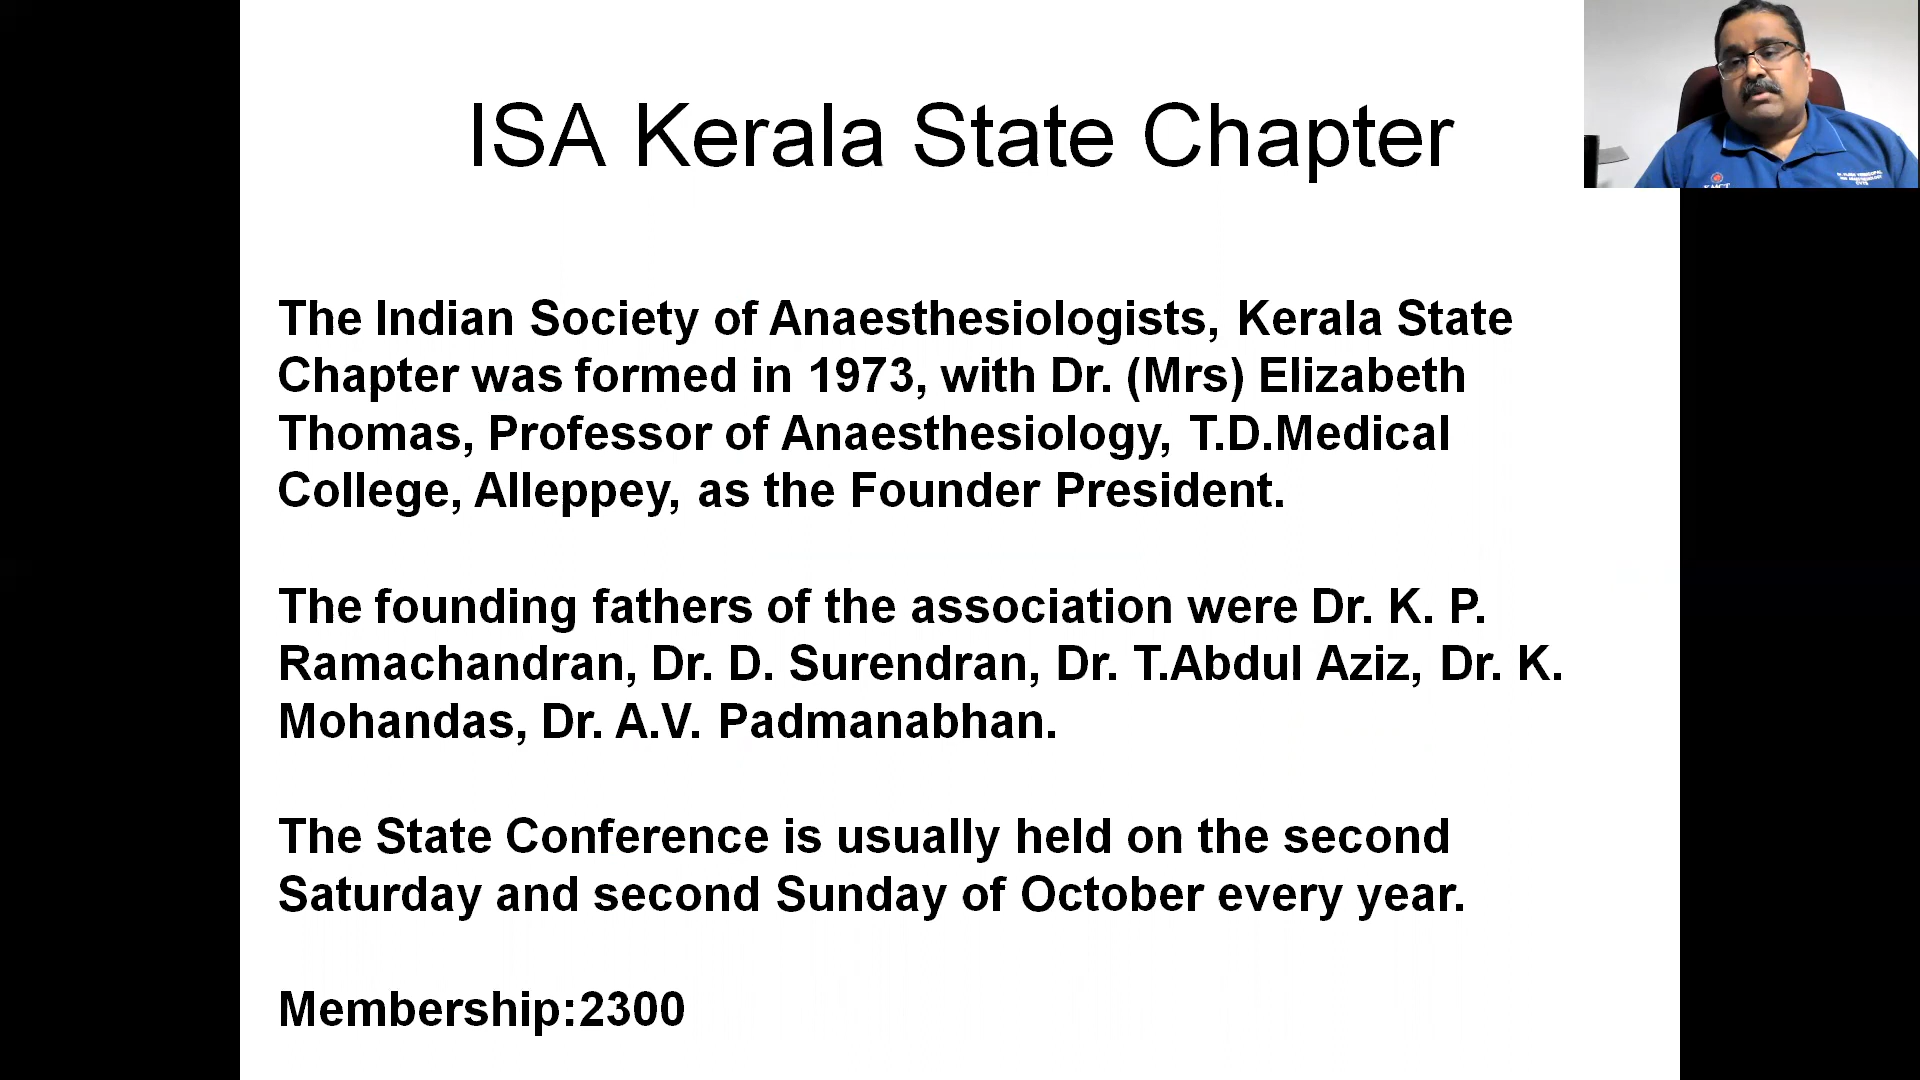 ISA Kerala State Chapter
The Indian Society of Anaesthesiologists, Kerala State
Chapter was formed in 1973, with Dr. (Mrs) Elizabeth
Thomas, Professor of Anaesthesiology, T.D.Medical
College, Alleppey, as the Founder President.
The founding fathers of the association were Dr. K. P.
Ramachandran, Dr. D. Surendran, Dr. T.Abdul Aziz, Dr. K.
Mohandas, Dr. A.V. Padmanabhan.
The State Conference is usually held on the second
Saturday and second Sunday of October every year.
Membership:2300